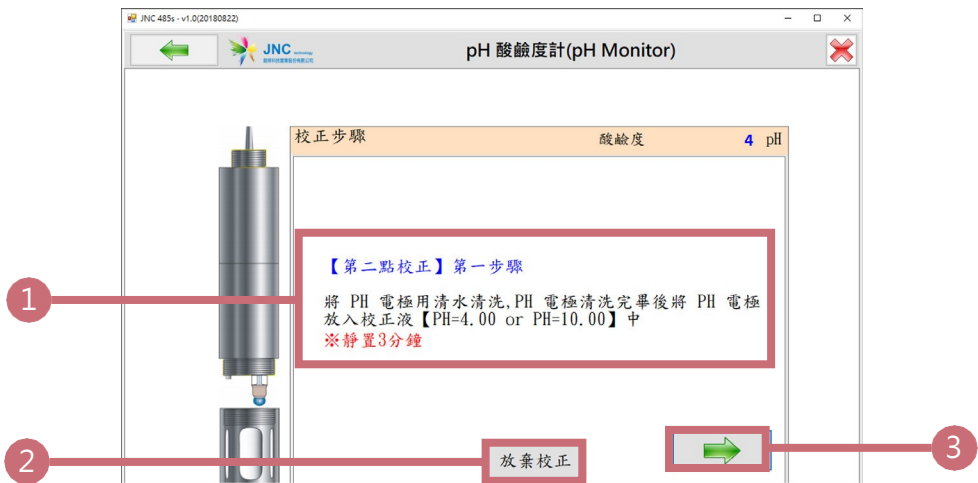 JNC 485s - v1.0(20180822)
JNC technology
pH 酸鹼度計(pH Monitor)
校正步驟 酸鹼度 4 pH
【第二點校正】第一步驟
將 PH 電極用清水清洗,PH 電極清洗完畢後將 PH 電極
放入校正液【PH=4.00 or PH=10.00】中
※靜置3分鐘
放棄校正
1
2
3